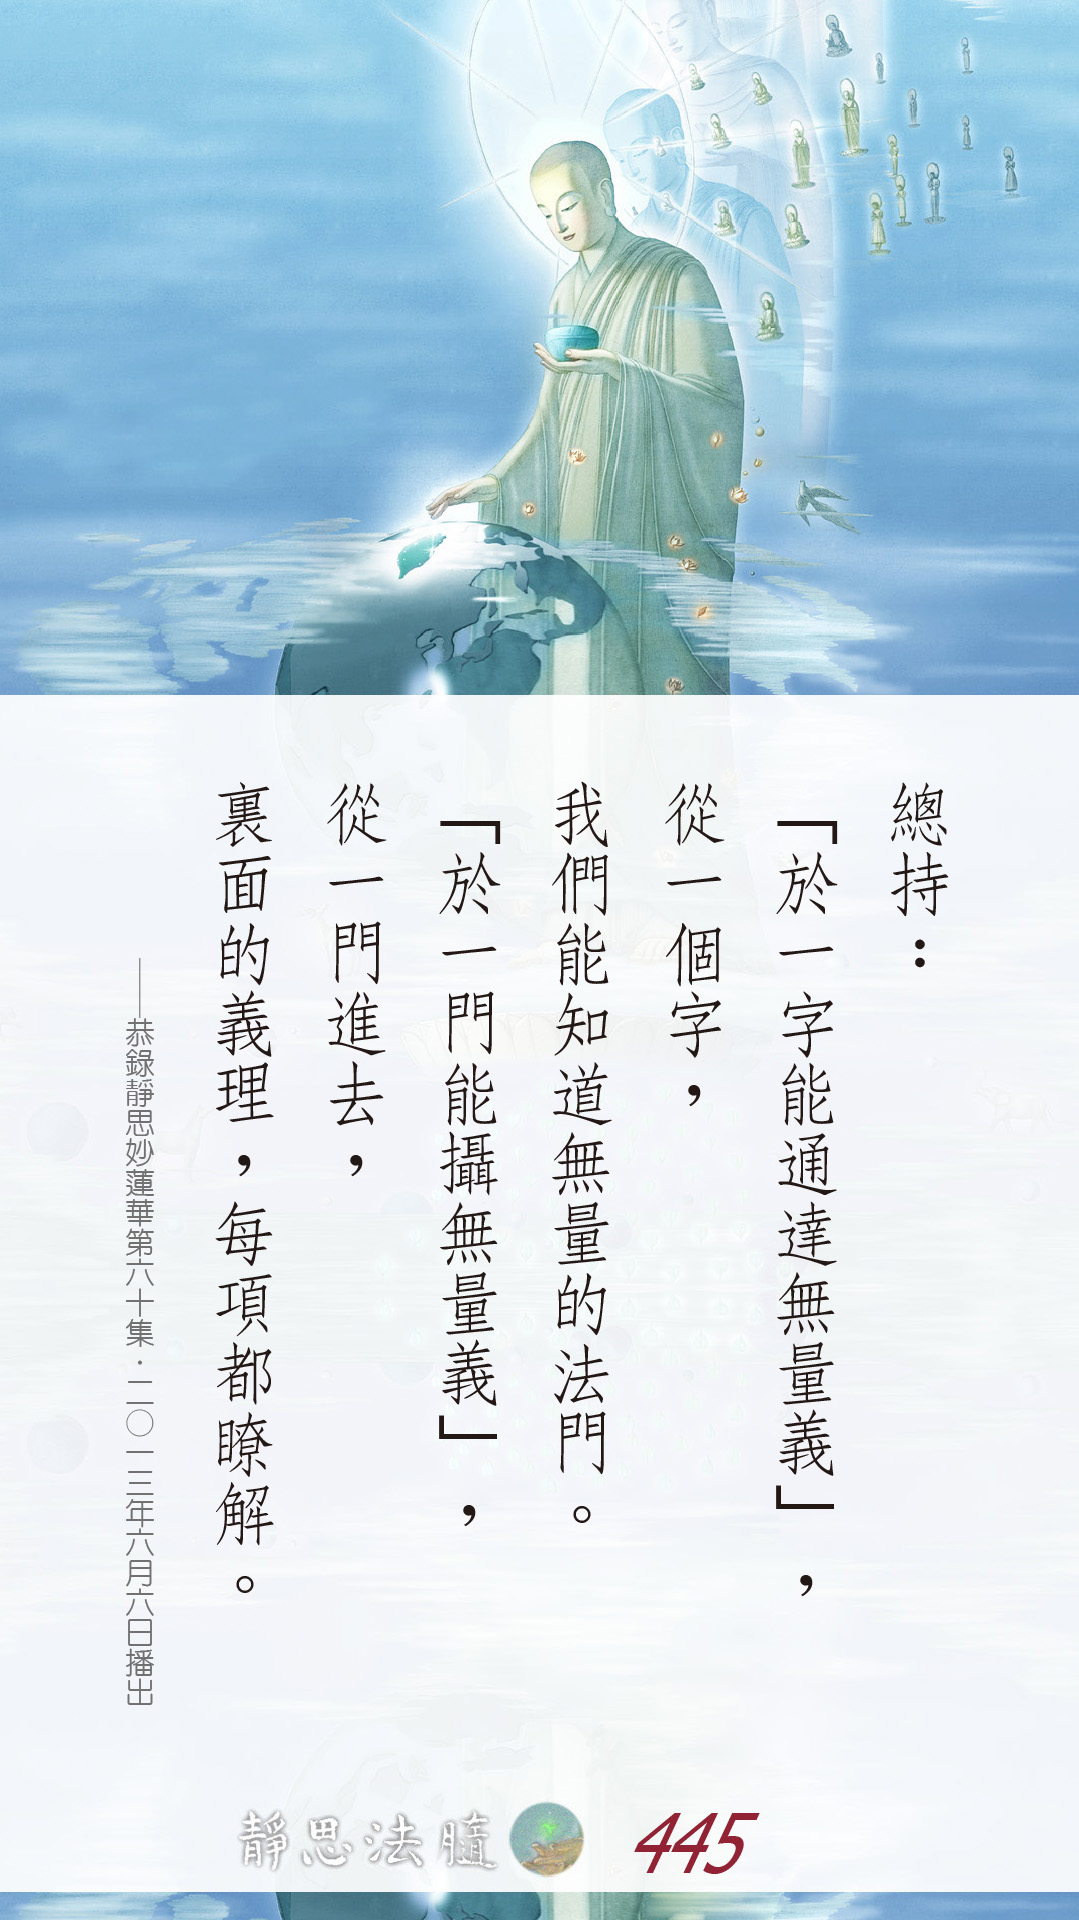 總持：
「於一字能通達無量義」，
從一個字，
我們能知道無量的法門。
「於一門能攝無量義」，
從一門進去，
裏面的義理，每項都瞭解。
——恭錄靜思妙蓮華第六十集．二〇一三年六月六日播出
靜思法髓
445